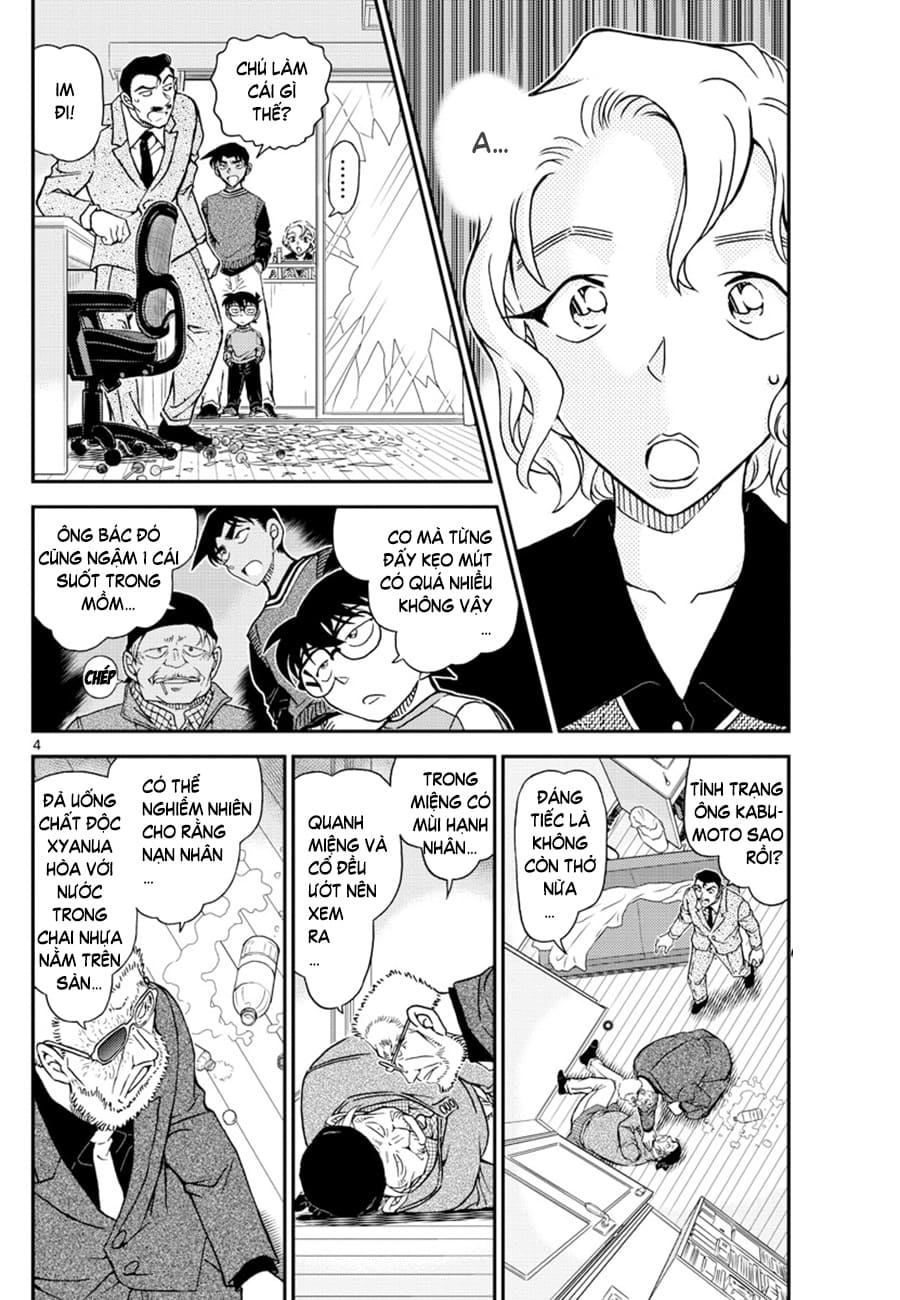 A...
CHÚ LÀM
CÁI GÌ
THẾ?
IM
ĐI!
......
CƠ MÀ TỪNG
ĐẤY KẸO MÚT
CÓ QUÁ NHIỀU
KHÔNG VẬY
...
ÔNG BÁC ĐÓ
CŨNG NGẬM 1 CÁI
SUỐT TRONG
MỒM...
CHÉP
4
TÌNH TRẠNG
ÔNG KABU-
MOTO SAO
RỒI?
ĐÁNG
TIẾC LÀ
KHÔNG
CÒN THỞ
NỮA
...
TRONG
MIỆNG CÓ
MÙI HẠNH
NHÂN...
QUANH
MIỆNG VÀ
CỔ ĐỀU
ƯỚT NÊN
XEM
RA
...
CÓ THỂ
NGHIỄM NHIÊN
CHO RẰNG
NẠN NHÂN
...
ĐÃ UỐNG
CHẤT ĐỘC
XYANUA
HÒA VỚI
NƯỚC
TRONG
CHAI NHỰA
NẰM TRÊN
SÀN...